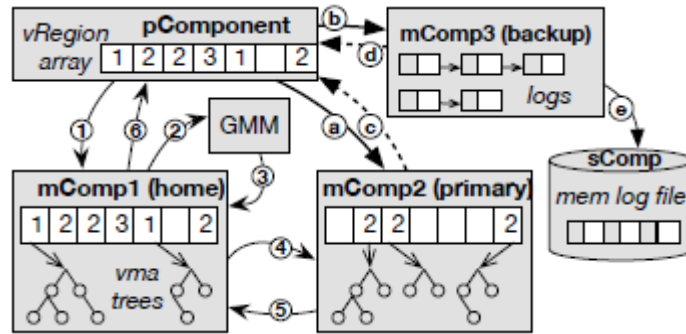 pComponent
vRegion
array
1 2 2 3 1 2
b
d
mComp3 (backup)
logs
e
1
6
2
GMM
3
a
c
sComp
mem log file
mComp1 (home)
1 2 2 3 1 2
vma
trees
4
5
mComp2 (primary)
2 2 2